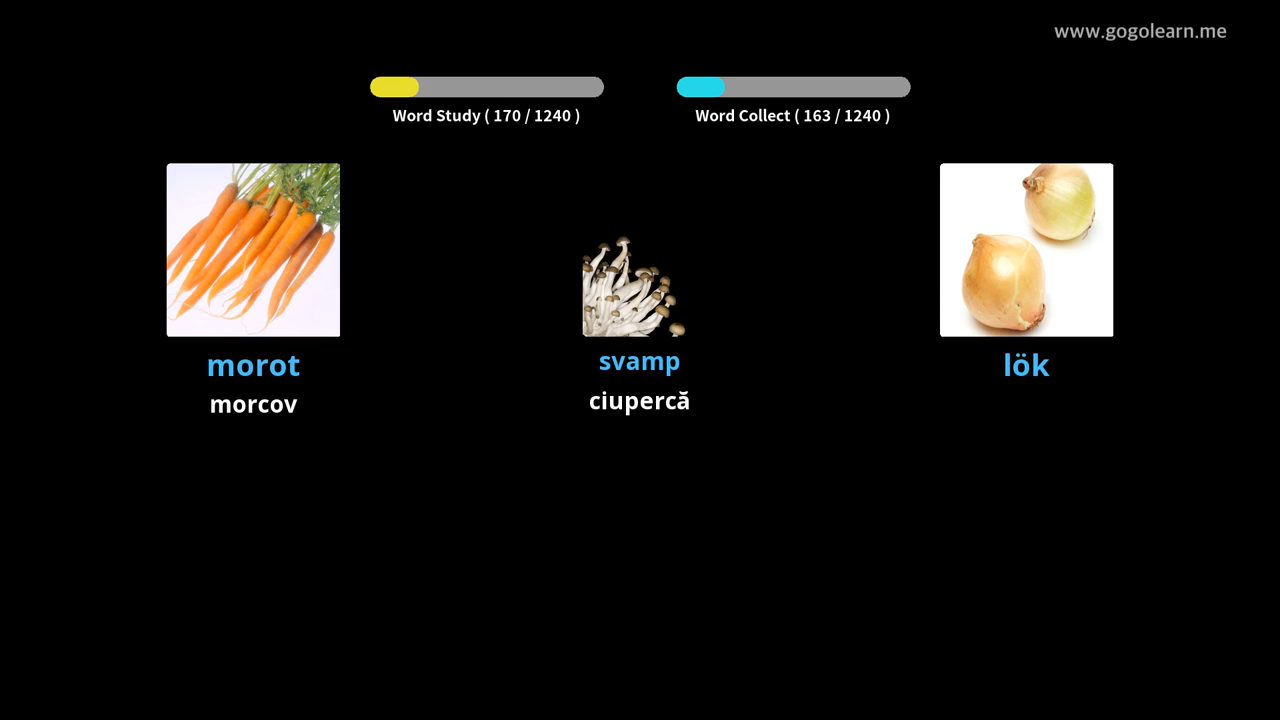 www.gogolearn.me
Word Study ( 170 / 1240 )
Word Collect ( 163 / 1240 )
morot
morcov
svamp
ciupercă
lök